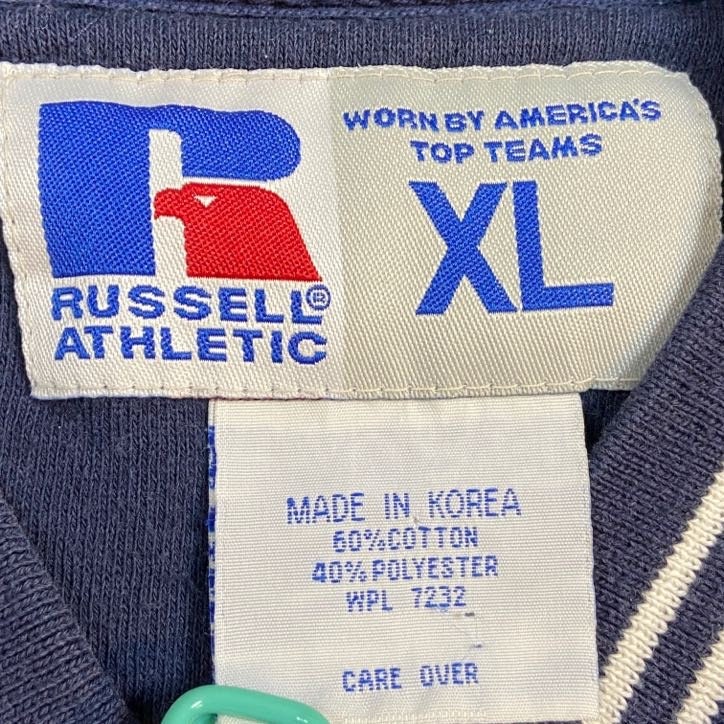 RUSSELL®
ATHLETIC
WORN BY AMERICA'S
TOP TEAMS
XL
MADE IN KOREA
60% COTTON
40% POLYESTER
WPL 7232
CARE OVER